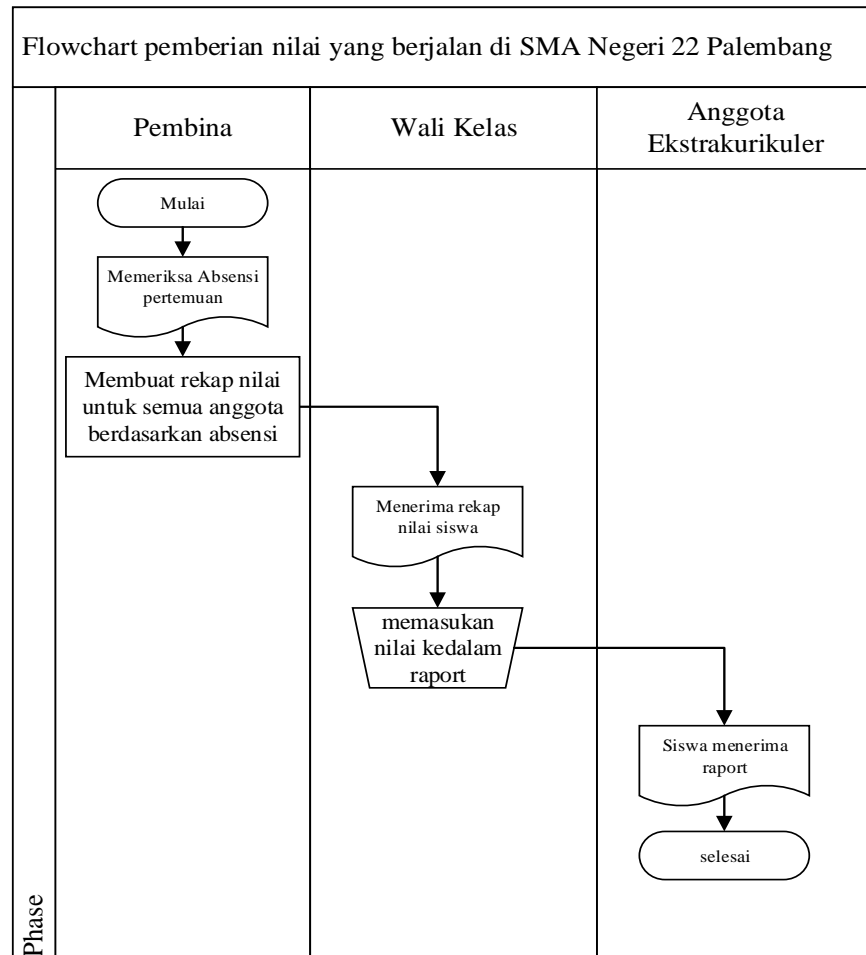 Flowchart pemberian nilai yang berjalan di SMA Negeri 22 Palembang
Pembina
Wali Kelas
Anggota
Ekstrakurikuler
Mulai
Memeriksa Absensi
pertemuan
Membuat rekap nilai
untuk semua anggota
berdasarkan absensi
Menerima rekap
nilai siswa
memasukan
nilai kedalam
raport
Siswa menerima
raport
selesai
Phase